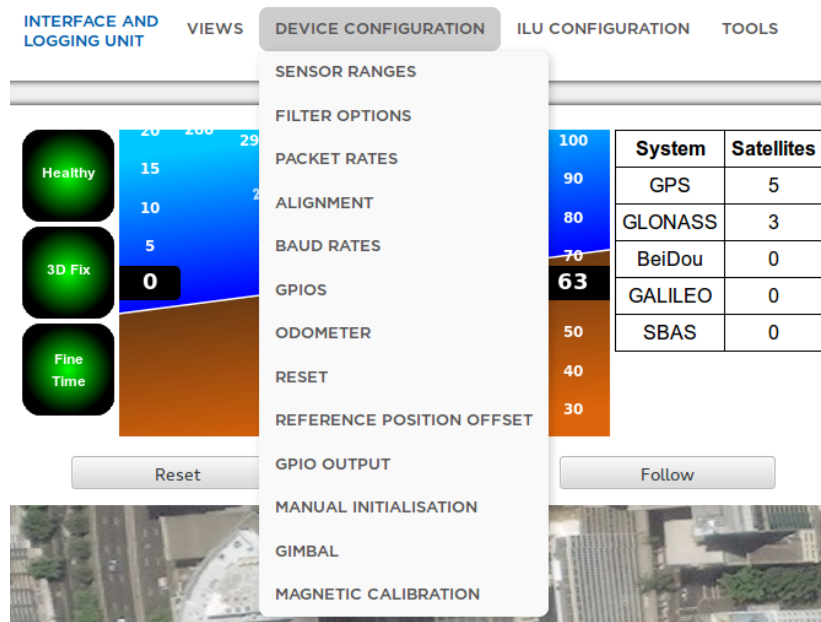 INTERFACE AND
LOGGING UNIT
VIEWS
DEVICE CONFIGURATION
ILU CONFIGURATION
TOOLS
SENSOR RANGES
FILTER OPTIONS
PACKET RATES
ALIGNMENT
BAUD RATES
GPIOS
ODOMETER
RESET
REFERENCE POSITION OFFSET
GPIO OUTPUT
MANUAL INITIALISATION
GIMBAL
MAGNETIC CALIBRATION
Healthy
3D Fix
Fine
Time
20
15
10
5
0
100
90
80
70
63
50
40
30
System Satellites
GPS 5
GLONASS 3
BeiDou 0
GALILEO 0
SBAS 0
Reset
Follow